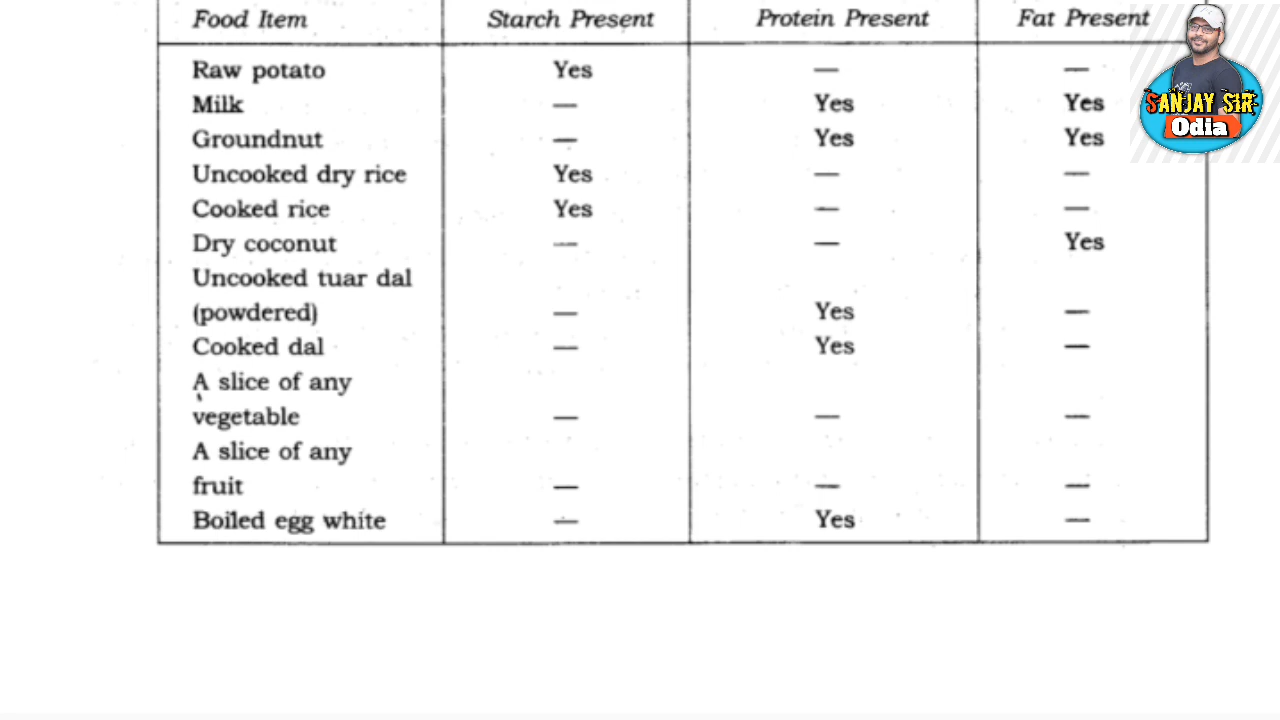 Food Item Starch Present Protein Present Fat Present
Raw potato Yes — — —
Milk — Yes Yes
Groundnut — Yes Yes
Uncooked dry rice Yes — —
Cooked rice Yes — —
Dry coconut — — Yes
Uncooked tuar dal
(powdered) — Yes —
Cooked dal — Yes —
A slice of any
vegetable — — —
A slice of any
fruit — — —
Boiled egg white — Yes —
SANJAY SIR
Odia